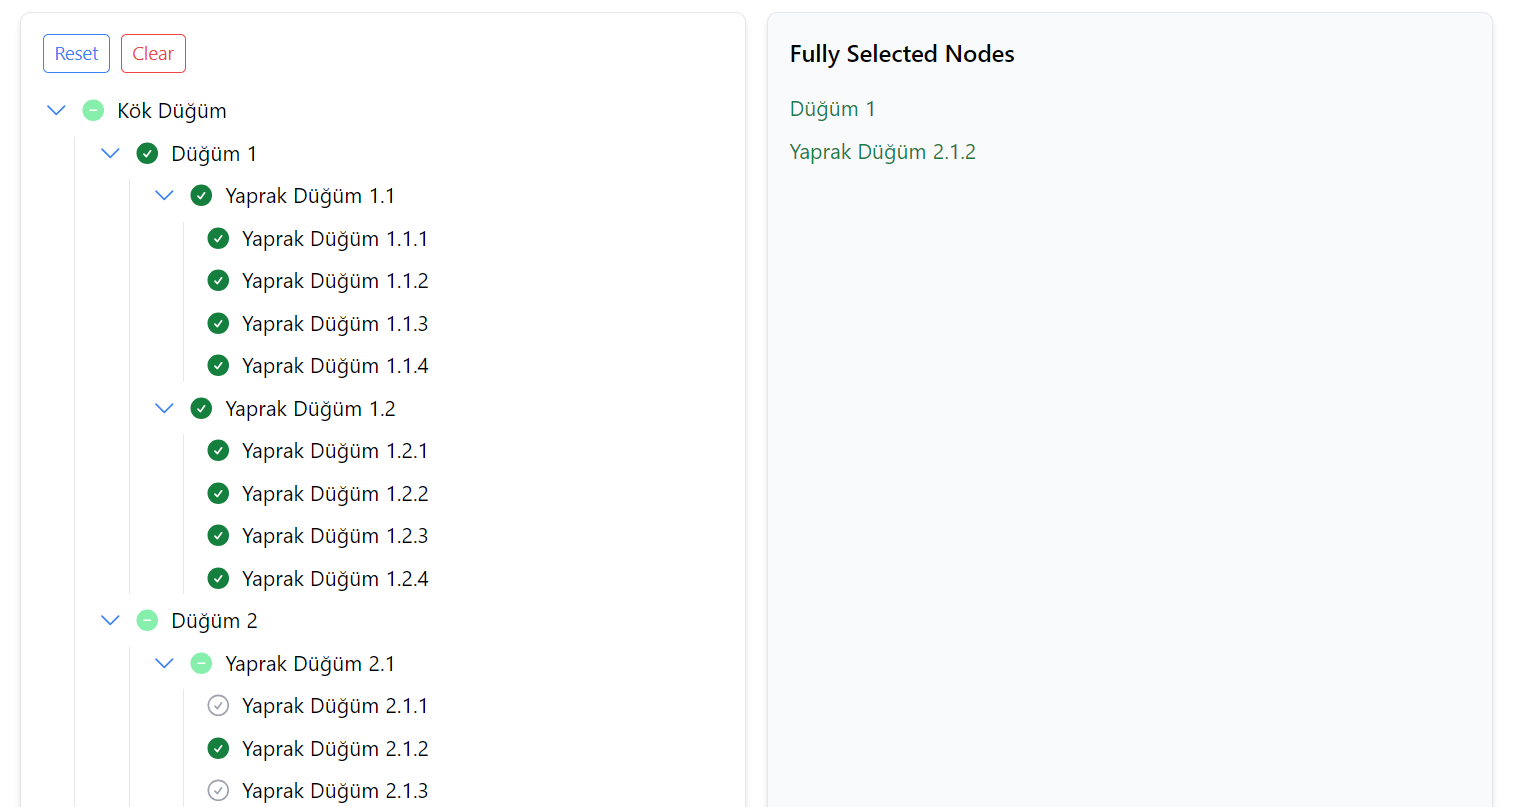 Reset Clear
Kök Düğüm
Düğüm 1
Yaprak Düğüm 1.1
Yaprak Düğüm 1.1.1
Yaprak Düğüm 1.1.2
Yaprak Düğüm 1.1.3
Yaprak Düğüm 1.1.4
Yaprak Düğüm 1.2
Yaprak Düğüm 1.2.1
Yaprak Düğüm 1.2.2
Yaprak Düğüm 1.2.3
Yaprak Düğüm 1.2.4
Düğüm 2
Yaprak Düğüm 2.1
Yaprak Düğüm 2.1.1
Yaprak Düğüm 2.1.2
Yaprak Düğüm 2.1.3
Fully Selected Nodes
Düğüm 1
Yaprak Düğüm 2.1.2